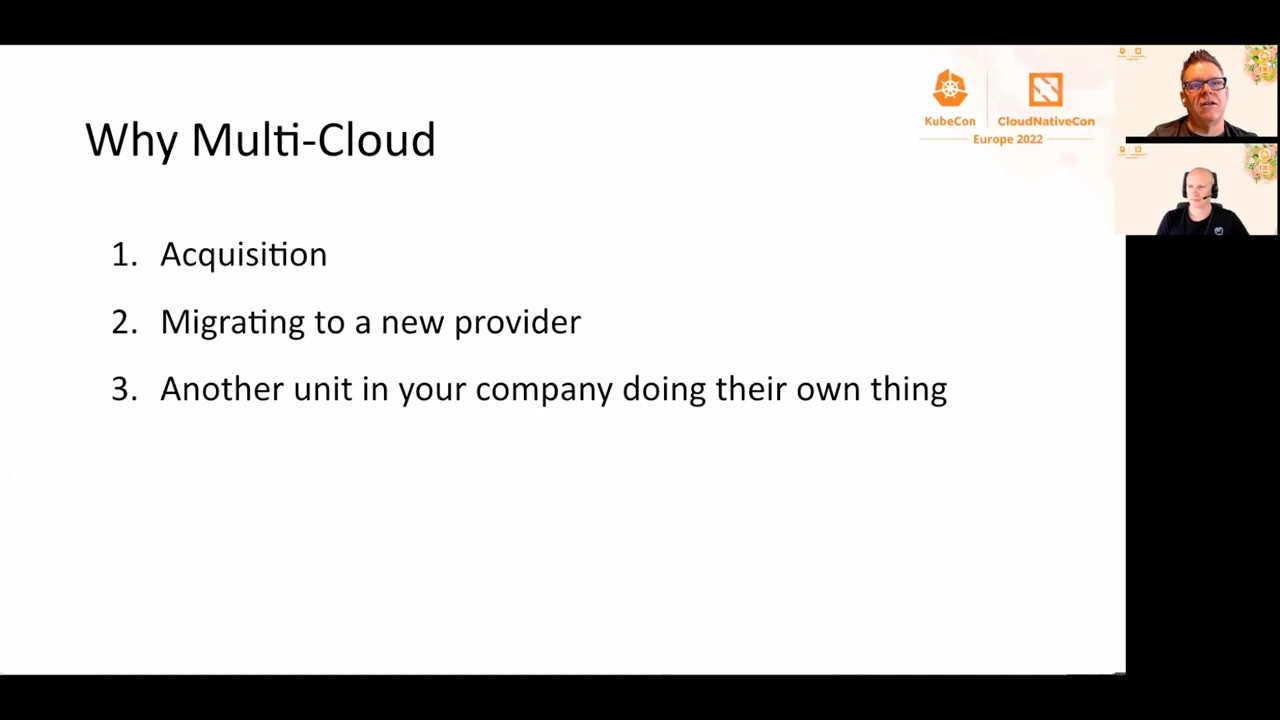 Why Multi-Cloud
KubeCon
CloudNativeCon
Europe 2022
1. Acquisition
2. Migrating to a new provider
3. Another unit in your company doing their own thing